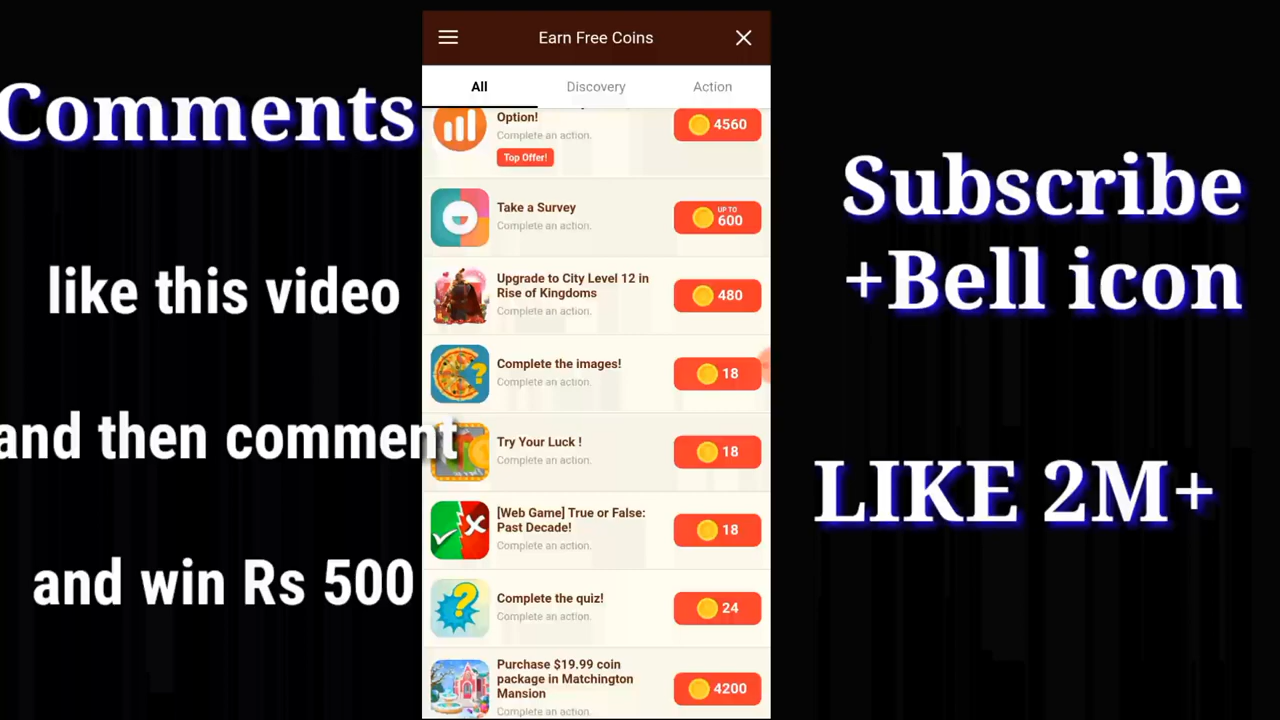 Comments
like this video
and then comment
and win Rs 500
Earn Free Coins
All
Discovery
Action
Option!
Complete an action.
Top Offer!
4560
Take a Survey
Complete an action.
UP TO
600
Upgrade to City Level 12 in
Rise of Kingdoms
Complete an action.
480
Complete the images!
Complete an action.
18
Try Your Luck !
Complete an action.
18
[Web Game] True or False:
Past Decade!
Complete an action.
18
Complete the quiz!
Complete an action.
24
Purchase $19.99 coin
package in Matchington
Mansion
Complete an action.
4200
Subscribe
+Bell icon
LIKE 2M+